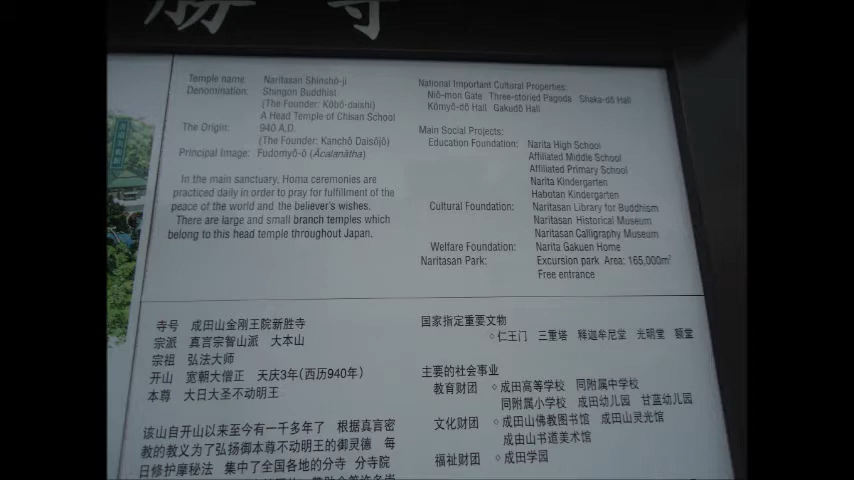 勝寺
Temple name: Naritasan Shinshō-ji
Denomination: Shingon Buddhist
(The Founder: Kōbō-daishi)
A Head Temple of Chisan School
The Origin: 940 A.D.
(The Founder: Kanchō Daisōjō)
Principal Image: Fudōmyō-ō (Ācalanātha)
In the main sanctuary, Homa ceremonies are
practiced daily in order to pray for fulfillment of the
peace of the world and the believer's wishes.
There are large and small branch temples which
belong to this head temple throughout Japan.
National Important Cultural Properties:
Niō-mon Gate Three-storied Pagoda Shaka-dō Hall
Kōmyō-dō Hall Gakudō Hall
Main Social Projects:
Education Foundation: Narita High School
Affiliated Middle School
Affiliated Primary School
Narita Kindergarten
Habotan Kindergarten
Cultural Foundation: Naritasan Library for Buddhism
Naritasan Historical Museum
Naritasan Calligraphy Museum
Welfare Foundation: Narita Gakuen Home
Naritasan Park: Excursion park Area: 165,000m²
Free entrance
寺号 成田山金刚王院新胜寺
宗派 真言宗智山派 大本山
宗祖 弘法大师
开山 宽朝大僧正 天庆3年(西历940年)
本尊 大日大圣不动明王
该山自开山以来至今有一千多年了 根据真言密
教的教义为了弘扬御本尊不动明王的御灵德 每
日修护摩秘法 集中了全国各地的分寺 分寺院
国家指定重要文物
◇仁王门 三重塔 释迦牟尼堂 光明堂 额堂
主要的社会事业
教育财团 ◇成田高等学校 同附属中学校
同附属小学校 成田幼儿园 甘蓝幼儿园
文化财团 ◇成田山佛教图书馆 成田山灵光馆
成由山书道美术馆
福祉财团 ◇成田学园